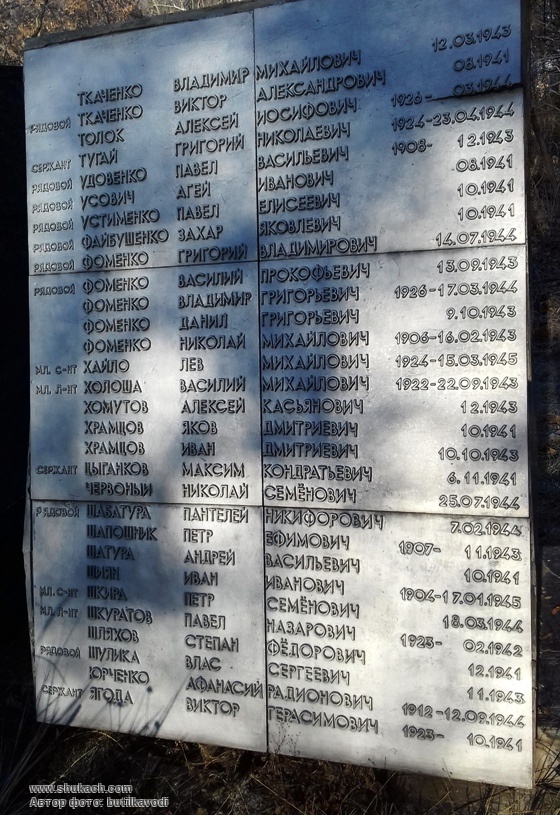 ТКАЧЕНКО ВЛАДИМИР МИХАЙЛОВИЧ 12.03.1943
РЯДОВОЙ ТКАЧЕНКО ВИКТОР АЛЕКСАНДРОВИЧ 08.1941
ТОЛОК АЛЕКСЕЙ ИОСИФОВИЧ 1926- 03.1944
СЕРЖАНТ ТУГАЙ ГРИГОРИЙ НИКОЛАЕВИЧ 1924-23.04.1944
РЯДОВОЙ УДОВЕНКО ПАВЕЛ ВАСИЛЬЕВИЧ 1908- 12.1943
РЯДОВОЙ УСОВИЧ АГЕЙ ИВАНОВИЧ .08.1941
РЯДОВОЙ УСТИМЕНКО ПАВЕЛ ЕЛИСЕЕВИЧ 10.1941
РЯДОВОЙ ФАЙБУШЕНКО ЗАХАР ЯКОВЛЕВИЧ 10.1941
РЯДОВОЙ ФОМЕНКО ГРИГОРИЙ ВЛАДИМИРОВИЧ 14.07.1944
РЯДОВОЙ ФОМЕНКО ВАСИЛИЙ ПРОКОФЬЕВИЧ 13.09.1943
ФОМЕНКО ВЛАДИМИР ГРИГОРЬЕВИЧ 1926-17.03.1944
ФОМЕНКО ДАНИЛ ГРИГОРЬЕВИЧ 9.10.1943
ФОМЕНКО НИКОЛАЙ МИХАЙЛОВИЧ 1906-16.02.1943
МЛ. С-НТ ХАЙЛО ЛЕВ МИХАЙЛОВИЧ 1924-15.03.1945
МЛ. Л-НТ ХОЛОША ВАСИЛИЙ МИХАЙЛОВИЧ 1922-22.09.1943
ХОМУТОВ АЛЕКСЕЙ КАСЬЯНОВИЧ 12.1943
ХРАМЦОВ ЯКОВ ДМИТРИЕВИЧ 10.1941
ХРАМЦОВ ИВАН ДМИТРИЕВИЧ 10.10.1943
СЕРЖАНТ ЦЫГАНКОВ МАКСИМ КОНДРАТЬЕВИЧ 6.11.1941
ЧЕРВОНЫЙ НИКОЛАЙ СЕМЁНОВИЧ 25.07.1944
РЯДОВОЙ ШАБАТУРА ПАНТЕЛЕЙ НИКИФОРОВИЧ 7.02.1944
ШАПОШНИК ПЕТР ЕФИМОВИЧ 1907- 11.1943
ШАТУРА АНДРЕЙ ВАСИЛЬЕВИЧ 10.1941
ШИЯН ИВАН ИВАНОВИЧ 1904-17.01.1945
МЛ. С-НТ ШКИРА ПЕТР СЕМЁНОВИЧ 18.03.1944
МЛ. Л-НТ ШКУРАТОВ ПАВЕЛ НАЗАРОВИЧ 1923- 02.1942
ШЛЯХОВ СТЕПАН ФЁДОРОВИЧ 12.1941
РЯДОВОЙ ШУЛИКА ВЛАС СЕРГЕЕВИЧ 11.1943
ЮРЧЕНКО АФАНАСИЙ РАДИОНОВИЧ 1912-12.09.1944
СЕРЖАНТ ЯГОДА ВИКТОР ГЕРАСИМОВИЧ 1923- 10.1941
www.shukach.com
Автор фото: butilkavodi